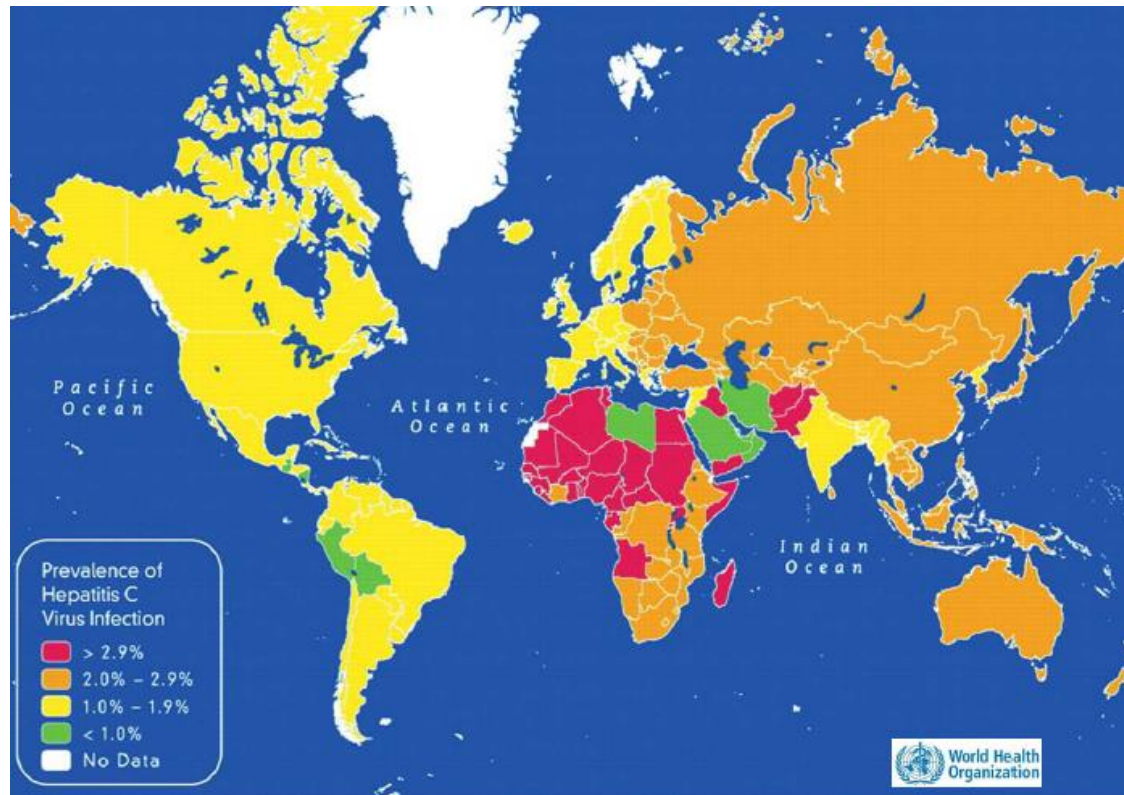 Pacific
Ocean
Atlantic
Ocean
Indian
Ocean
Prevalence of
Hepatitis C
Virus Infection
> 2.9%
2.0% – 2.9%
1.0% – 1.9%
< 1.0%
No Data
World Health
Organization